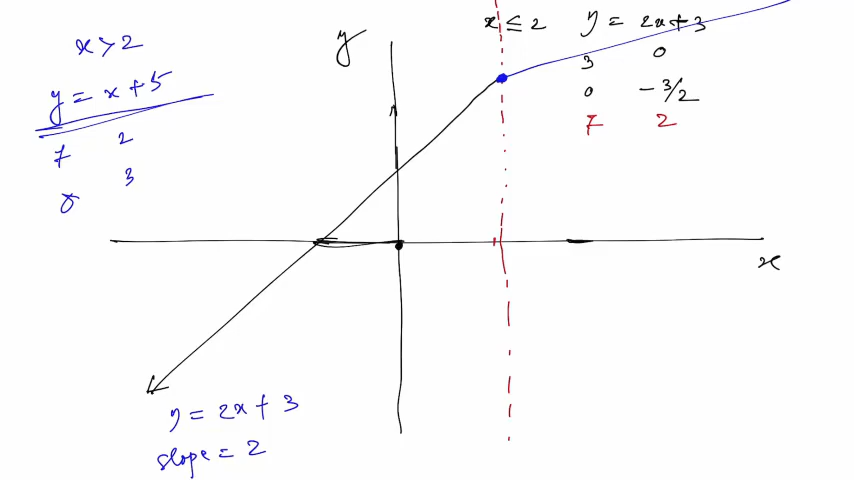 x > 2
y = x + 5
7 2
8 3
y
x ≤ 2 y = 2x + 3
3 0
0 -3/2
7 2
x
y = 2x + 3
slope = 2